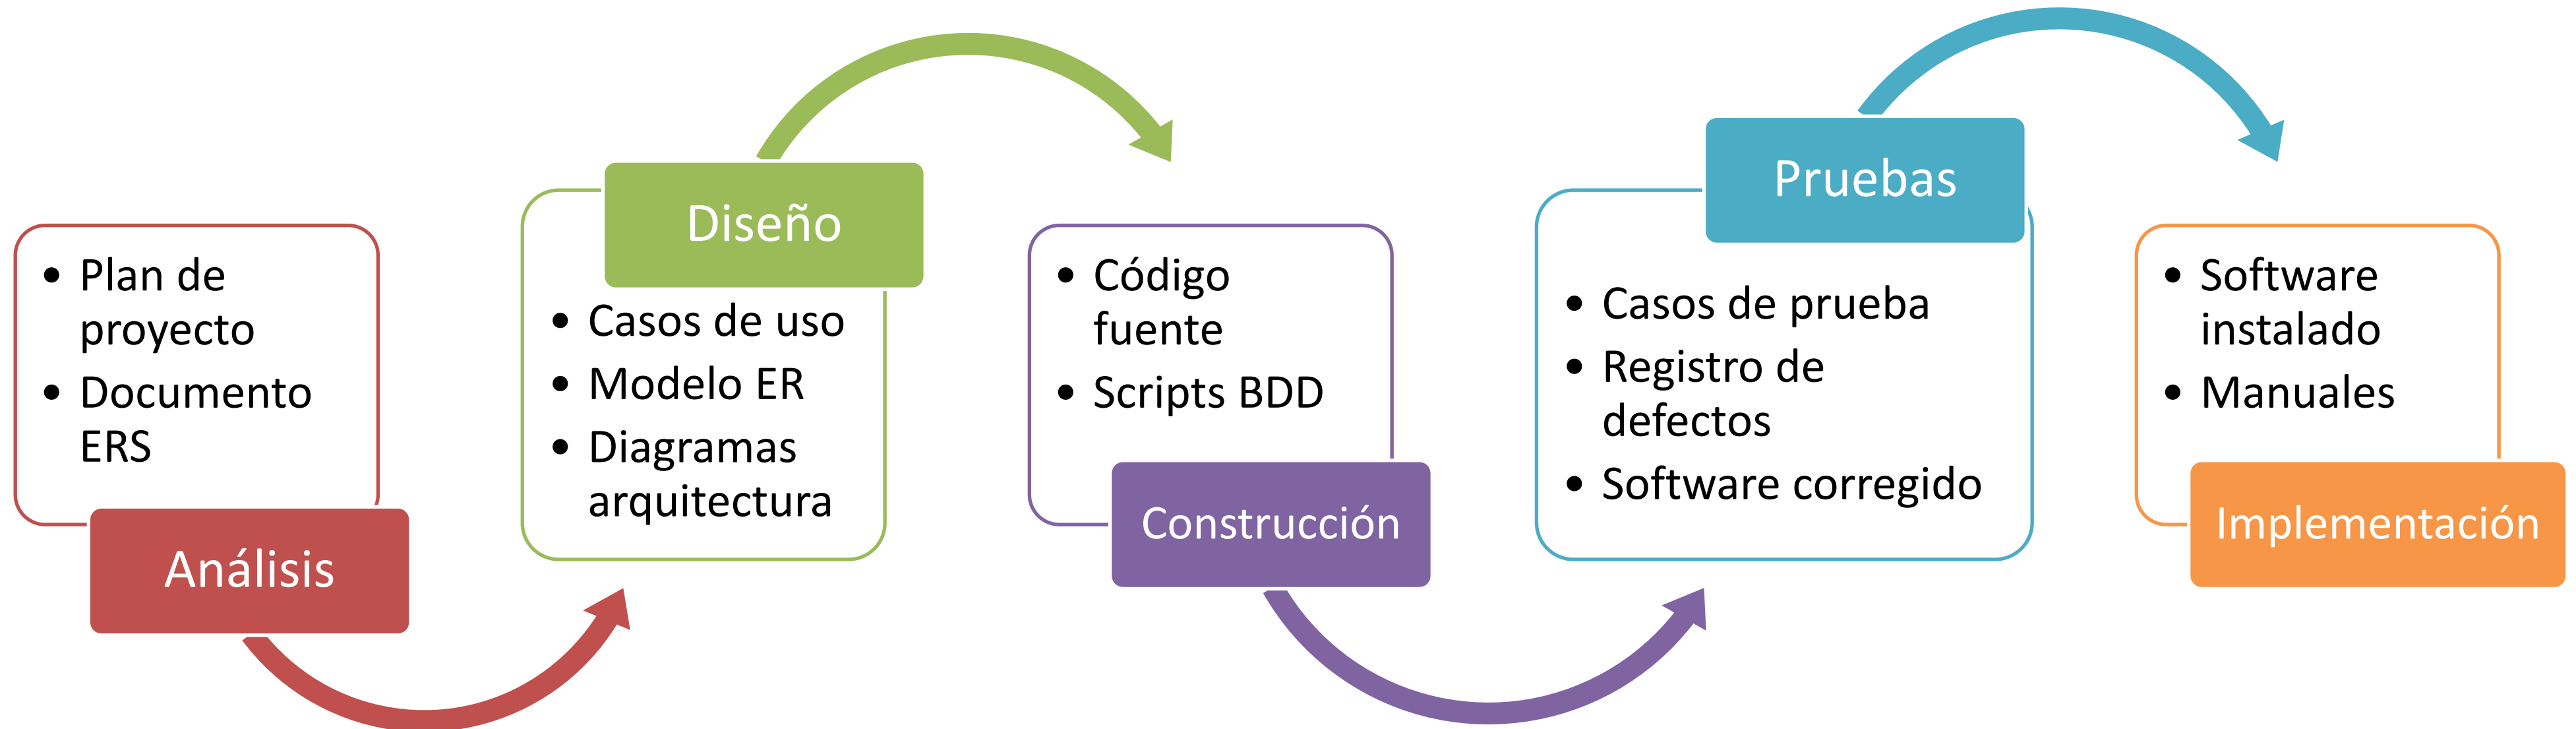 • Plan de
proyecto
• Documento
ERS
Análisis
Diseño
• Casos de uso
• Modelo ER
• Diagramas
arquitectura
• Código
fuente
• Scripts BDD
Construcción
Pruebas
• Casos de prueba
• Registro de
defectos
• Software corregido
• Software
instalado
• Manuales
Implementación